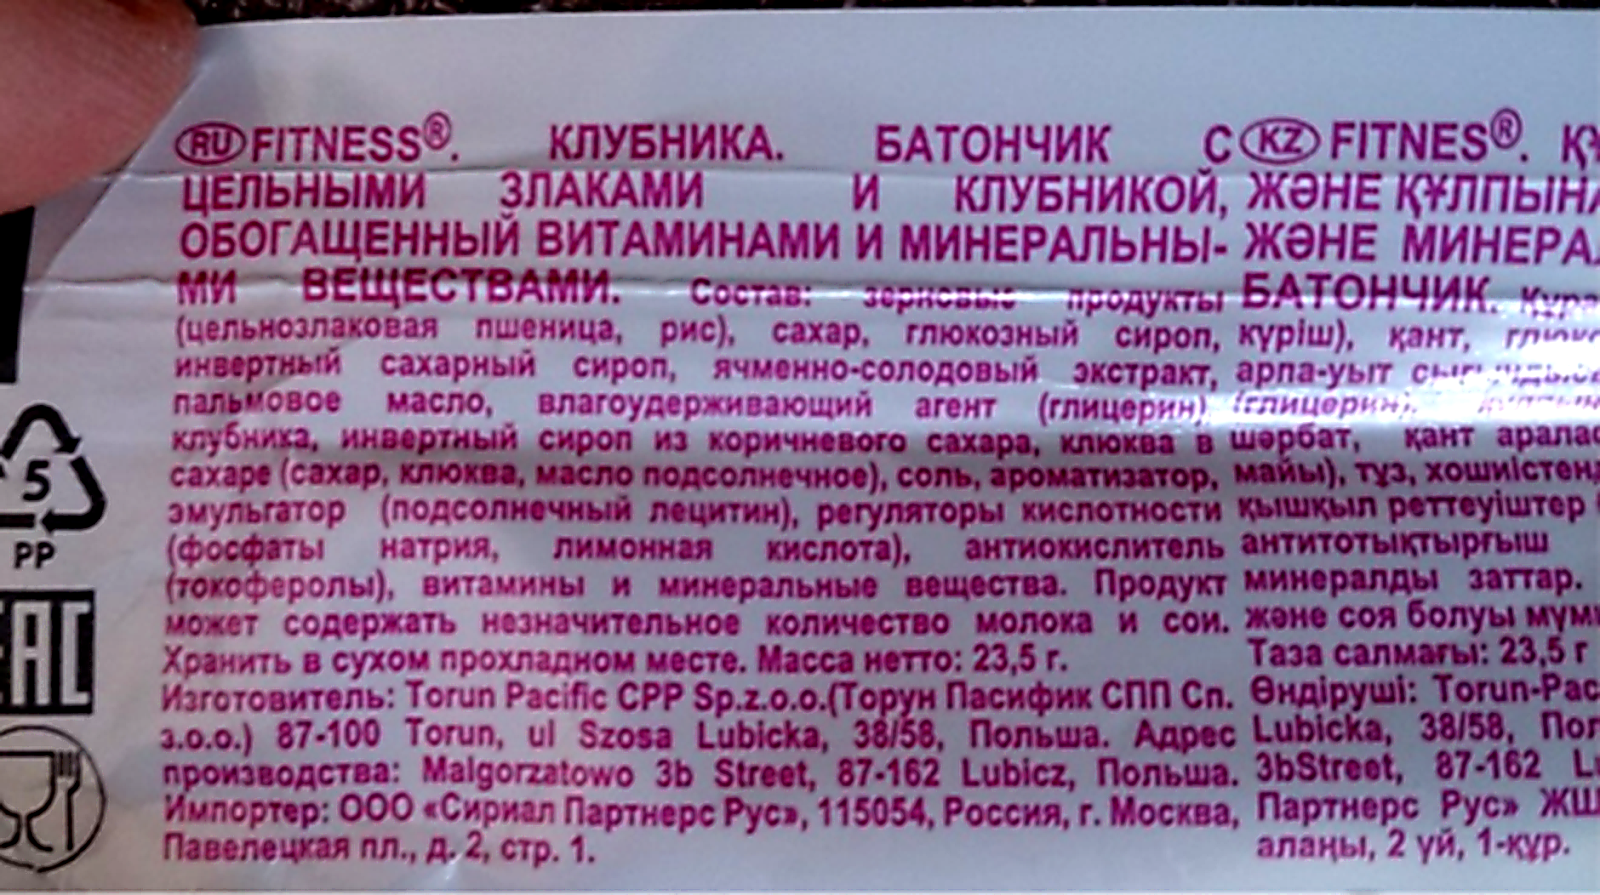 RU FITNESS®. КЛУБНИКА. БАТОНЧИК С
ЦЕЛЬНЫМИ ЗЛАКАМИ И КЛУБНИКОЙ,
ОБОГАЩЕННЫЙ ВИТАМИНАМИ И МИНЕРАЛЬНЫ-
МИ ВЕЩЕСТВАМИ. Состав: зерновые продукты
(цельнозлаковая пшеница, рис), сахар, глюкозный сироп,
инвертный сахарный сироп, ячменно-солодовый экстракт,
пальмовое масло, влагоудерживающий агент (глицерин),
клубника, инвертный сироп из коричневого сахара, клюква в
сахаре (сахар, клюква, масло подсолнечное), соль, ароматизатор,
эмульгатор (подсолнечный лецитин), регуляторы кислотности
(фосфаты натрия, лимонная кислота), антиокислитель
(токоферолы), витамины и минеральные вещества. Продукт
может содержать незначительное количество молока и сои.
Хранить в сухом прохладном месте. Масса нетто: 23,5 г.
Изготовитель: Torun Pacific CPP Sp.z.o.o.(Торун Пасифик СПП Сп.
з.о.о.) 87-100 Torun, ul Szosa Lubicka, 38/58, Польша. Адрес
производства: Malgorzatowo 3b Street, 87-162 Lubicz, Польша.
Импортер: ООО «Сириал Партнерс Рус», 115054, Россия, г. Москва,
Павелецкая пл., д. 2, стр. 1.
KZ FITNES®.
ЖӘНЕ
ЖӘНЕ
БАТОНЧИК.
күріш), қант,
арпа-уыт
(глицерин),
шәрбат, қант
майы), тұз,
қышқыл реттеуіштер
антитотықтырғыш
минералды заттар.
және соя болуы
Таза салмағы: 23,5 г
Өндіруші:
Lubicka, 38/58,
3bStreet, 87-162
Партнерс Рус»
алаңы, 2 үй, 1-құр.
5
PP
EAC